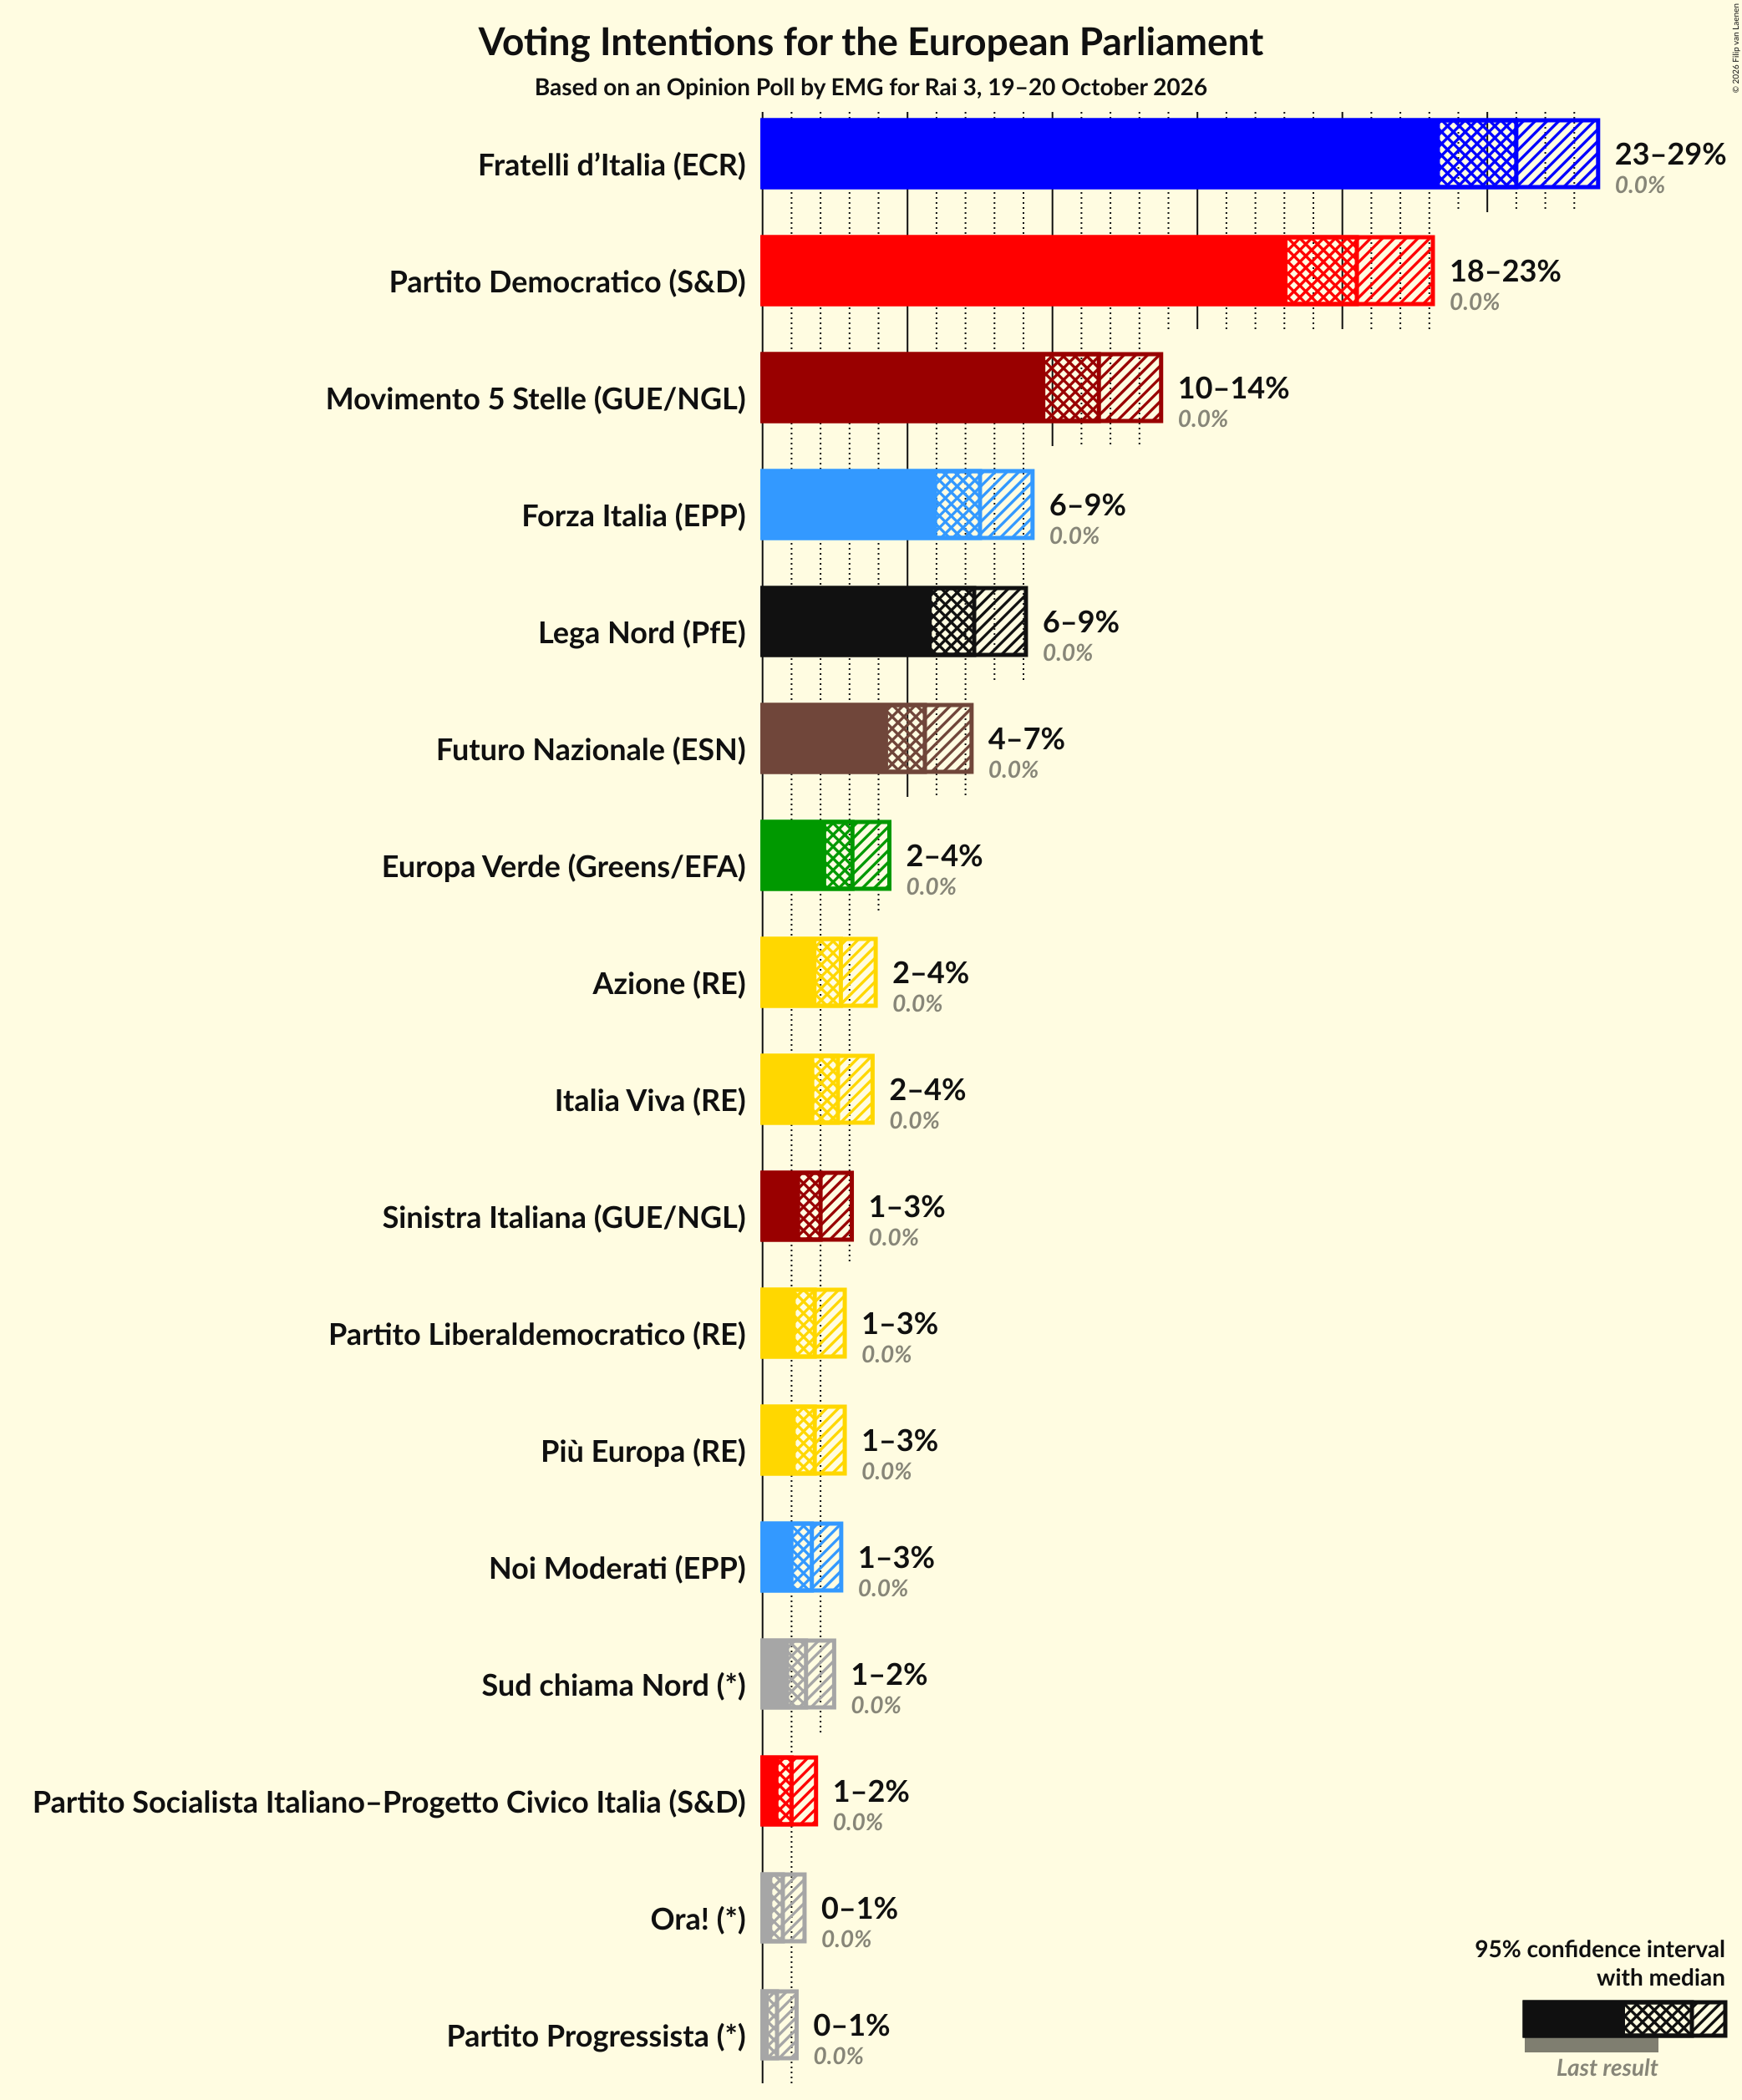 Voting Intentions for the European Parliament
Based on an Opinion Poll by EMG for Rai 3, 19–20 October 2026
© 2026 Filip van Laenen
Fratelli d’Italia (ECR)
23–29%
0.0%
Partito Democratico (S&D)
18–23%
0.0%
Movimento 5 Stelle (GUE/NGL)
10–14%
0.0%
Forza Italia (EPP)
6–9%
0.0%
Lega Nord (PfE)
6–9%
0.0%
Futuro Nazionale (ESN)
4–7%
0.0%
Europa Verde (Greens/EFA)
2–4%
0.0%
Azione (RE)
2–4%
0.0%
Italia Viva (RE)
2–4%
0.0%
Sinistra Italiana (GUE/NGL)
1–3%
0.0%
Partito Liberaldemocratico (RE)
1–3%
0.0%
Più Europa (RE)
1–3%
0.0%
Noi Moderati (EPP)
1–3%
0.0%
Sud chiama Nord (*)
1–2%
0.0%
Partito Socialista Italiano–Progetto Civico Italia (S&D)
1–2%
0.0%
Ora! (*)
0–1%
0.0%
Partito Progressista (*)
0–1%
0.0%
95% confidence interval
with median
Last result